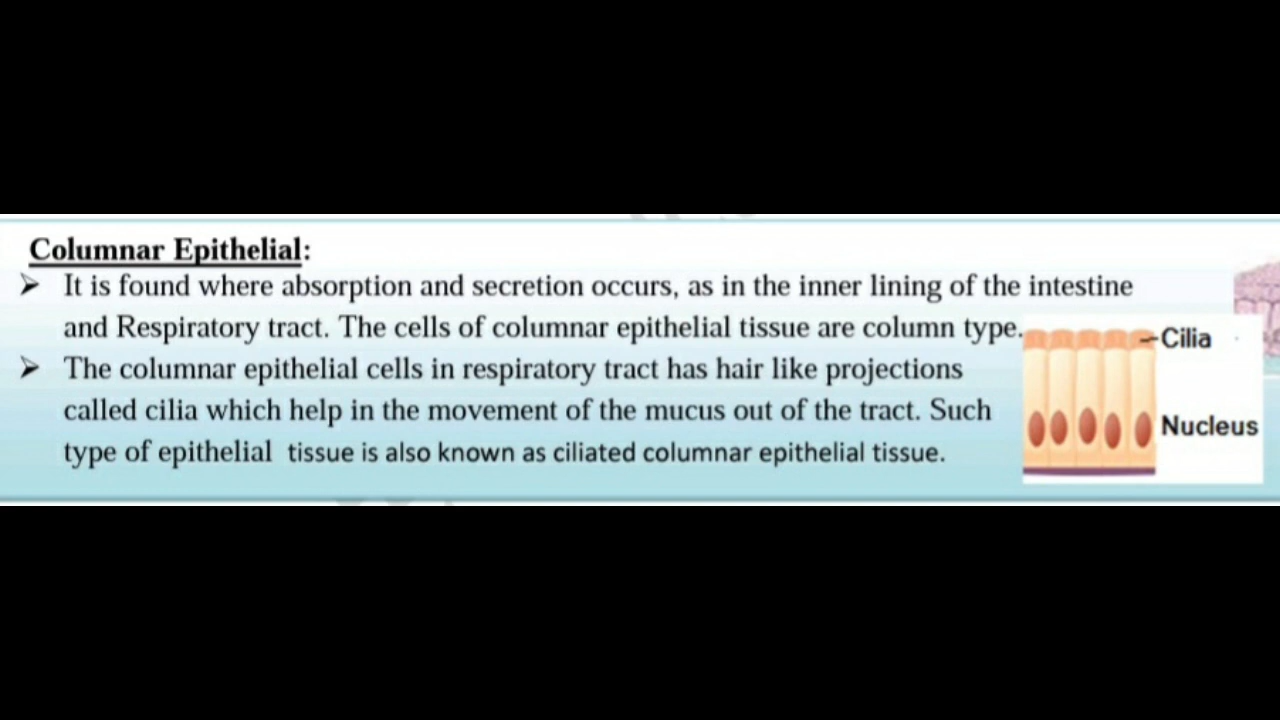 Columnar Epithelial:
➤ It is found where absorption and secretion occurs, as in the inner lining of the intestine
and Respiratory tract. The cells of columnar epithelial tissue are column type.
➤ The columnar epithelial cells in respiratory tract has hair like projections
called cilia which help in the movement of the mucus out of the tract. Such
type of epithelial tissue is also known as ciliated columnar epithelial tissue.
Cilia
Nucleus